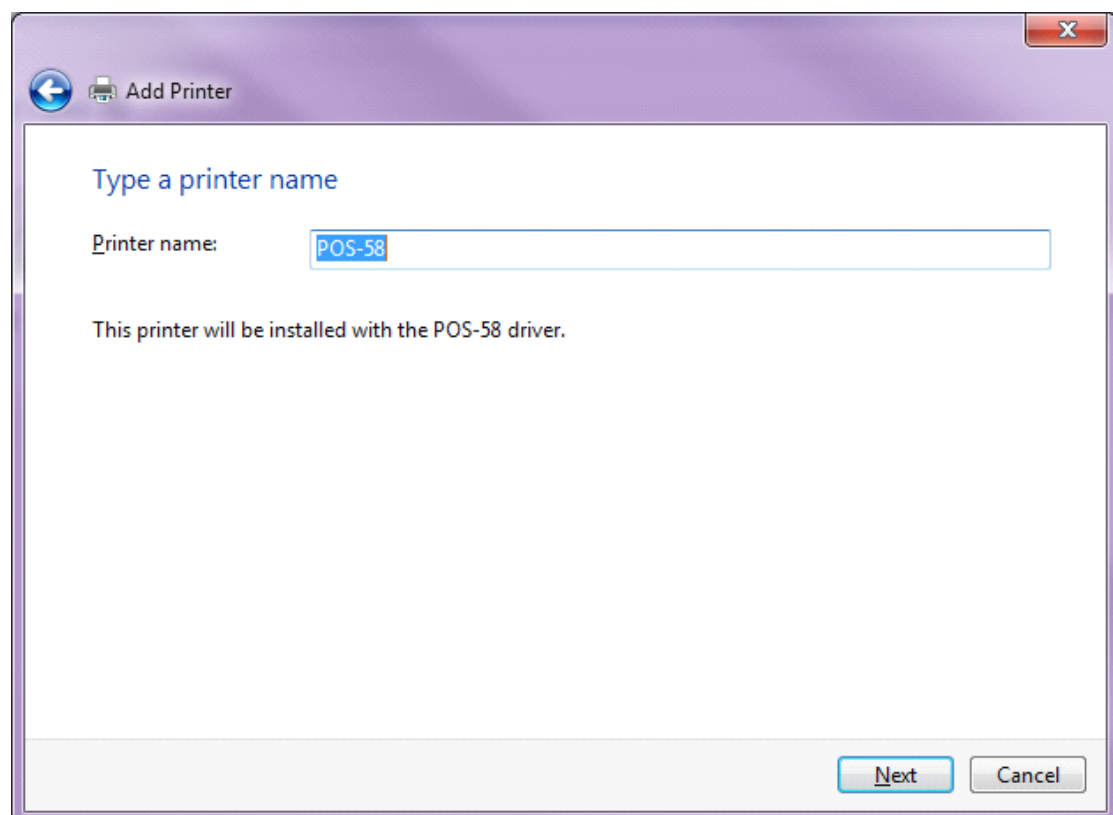 Add Printer
Type a printer name
Printer name: POS-58
This printer will be installed with the POS-58 driver.
Next Cancel